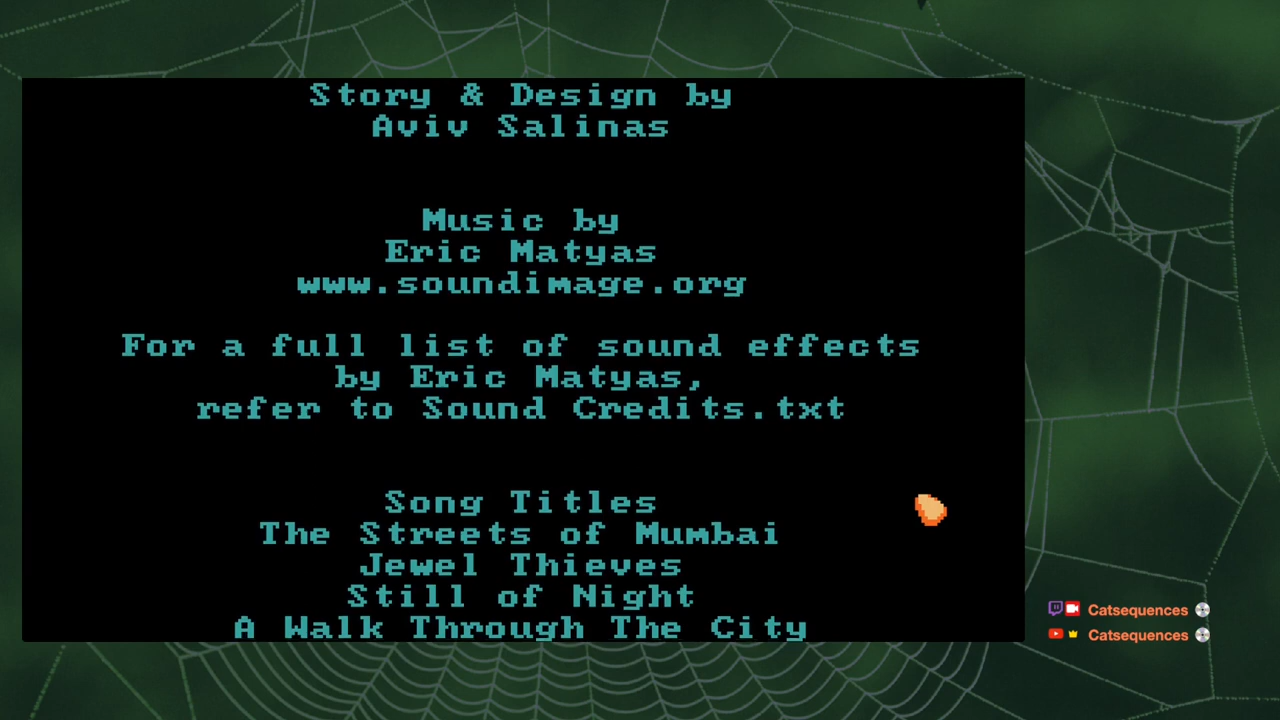 Story & Design by
Aviv Salinas
Music by
Eric Matyas
www.soundimage.org
For a full list of sound effects
by Eric Matyas,
refer to Sound Credits.txt
Song Titles
The Streets of Mumbai
Jewel Thieves
Still of Night
A Walk Through The City
Catsequences
Catsequences